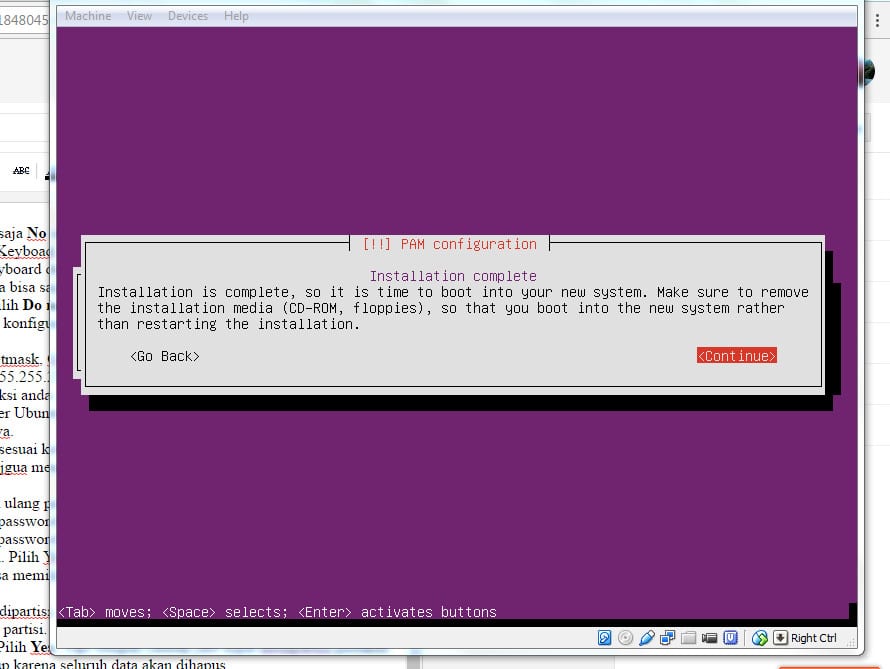 1848045
Machine View Devices Help
ABC
saja No
Keyboad
yboard
a bisa sa
ilih Do
konfigu
tmask.
55.255.
ksi anda
er Ubun
ya.
sesuai k
jgua me
ulang p
passwor
passwor
. Pilih
sa memi
dipartis
partisi.
Pilih Yes
p karena seluruh data akan dihapus
[!!] PAM configuration
Installation complete
Installation is complete, so it is time to boot into your new system. Make sure to remove
the installation media (CD-ROM, floppies), so that you boot into the new system rather
than restarting the installation.
<Go Back> <Continue>
<Tab> moves; <Space> selects; <Enter> activates buttons
Right Ctrl